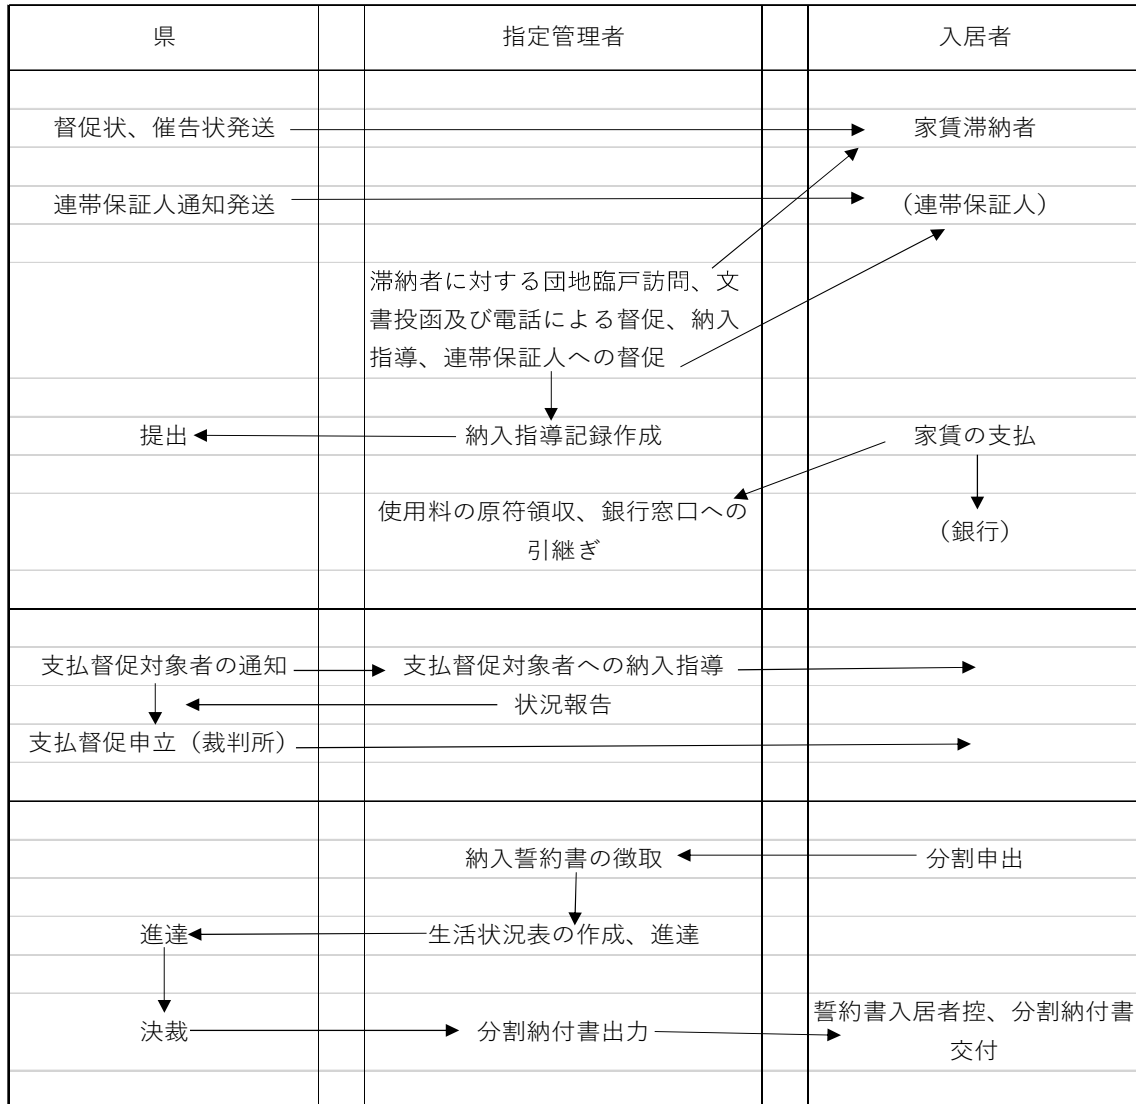 県
指定管理者
入居者
督促状、催告状発送
家賃滞納者
連帯保証人通知発送
（連帯保証人）
滞納者に対する団地臨戸訪問、文
書投函及び電話による督促、納入
指導、連帯保証人への督促
提出
納入指導記録作成
家賃の支払
使用料の原符領収、銀行窓口への
引継ぎ
（銀行）
支払督促対象者の通知
支払督促対象者への納入指導
状況報告
支払督促申立（裁判所）
納入誓約書の徴取
分割申出
進達
生活状況表の作成、進達
決裁
分割納付書出力
誓約書入居者控、分割納付書
交付